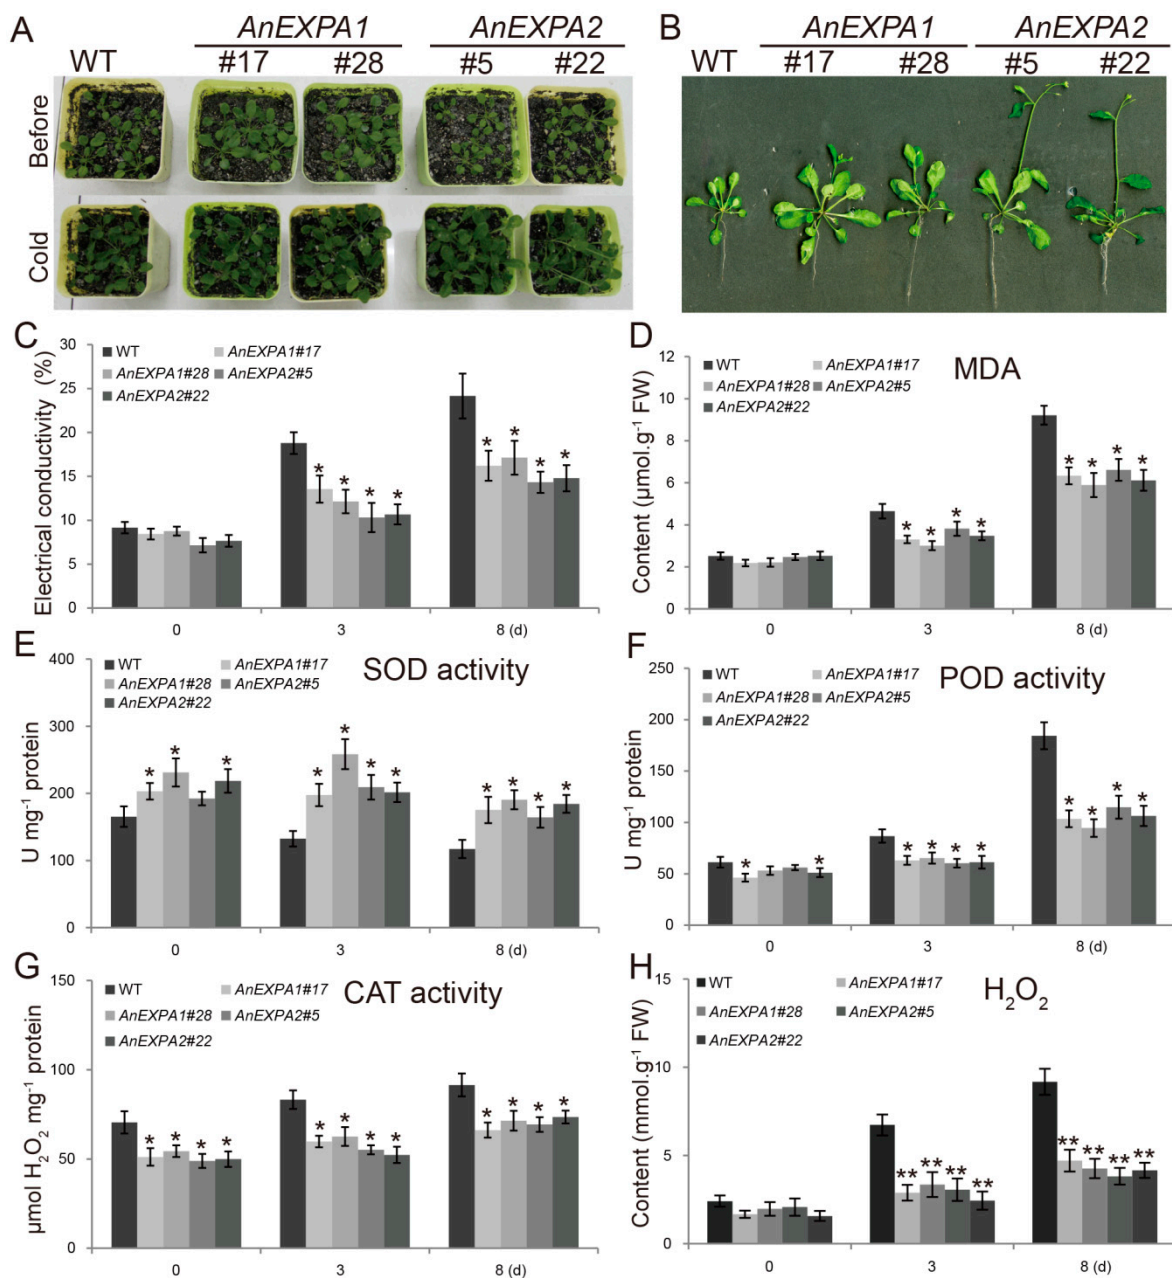 A
AnEXPA1
AnEXPA2
WT #17 #28 #5 #22
Before
Cold
B
AnEXPA1
AnEXPA2
WT #17 #28 #5 #22
C
Electrical conductivity (%)
30
25
20
15
10
5
0
WT
AnEXPA1#17
AnEXPA1#28
AnEXPA2#5
AnEXPA2#22
* * * *
* * * *
0 3 8 (d)
D
MDA
Content (µmol.g⁻¹ FW)
12
10
8
6
4
2
0
WT
AnEXPA1#17
AnEXPA1#28
AnEXPA2#5
AnEXPA2#22
* * * *
* * * *
0 3 8 (d)
E
SOD activity
U mg⁻¹ protein
400
300
200
100
0
WT
AnEXPA1#17
AnEXPA1#28
AnEXPA2#5
AnEXPA2#22
* * *
* * * *
* * * *
0 3 8 (d)
F
POD activity
U mg⁻¹ protein
250
200
150
100
50
0
WT
AnEXPA1#17
AnEXPA1#28
AnEXPA2#5
AnEXPA2#22
* *
* * * *
* * * *
0 3 8 (d)
G
CAT activity
µmol H₂O₂ mg⁻¹ protein
150
100
50
0
WT
AnEXPA1#17
AnEXPA1#28
AnEXPA2#5
AnEXPA2#22
* * * *
* * * *
* * * *
0 3 8 (d)
H
H₂O₂
Content (mmol.g⁻¹ FW)
15
10
5
0
WT
AnEXPA1#17
AnEXPA1#28
AnEXPA2#5
AnEXPA2#22
** ** ** **
** ** ** **
0 3 8 (d)